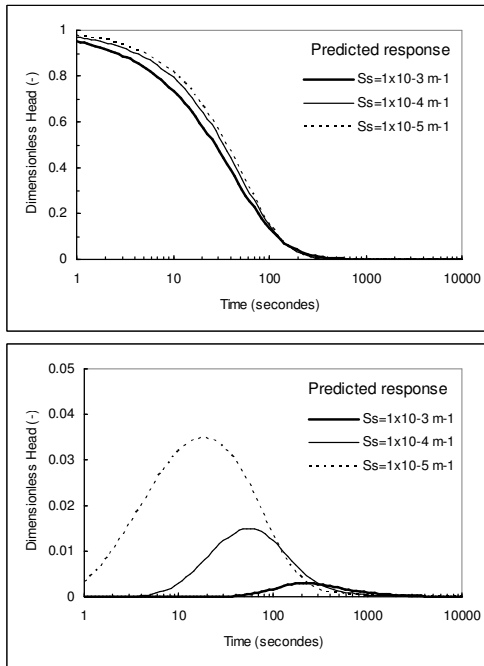 Predicted response
Ss=1x10-3 m-1
Ss=1x10-4 m-1
Ss=1x10-5 m-1
Dimensionless Head (-)
1
0.8
0.6
0.4
0.2
0
1 10 100 1000 10000
Time (secondes)
Predicted response
Ss=1x10-3 m-1
Ss=1x10-4 m-1
Ss=1x10-5 m-1
Dimensionless Head (-)
0.05
0.04
0.03
0.02
0.01
0
1 10 100 1000 10000
Time (secondes)